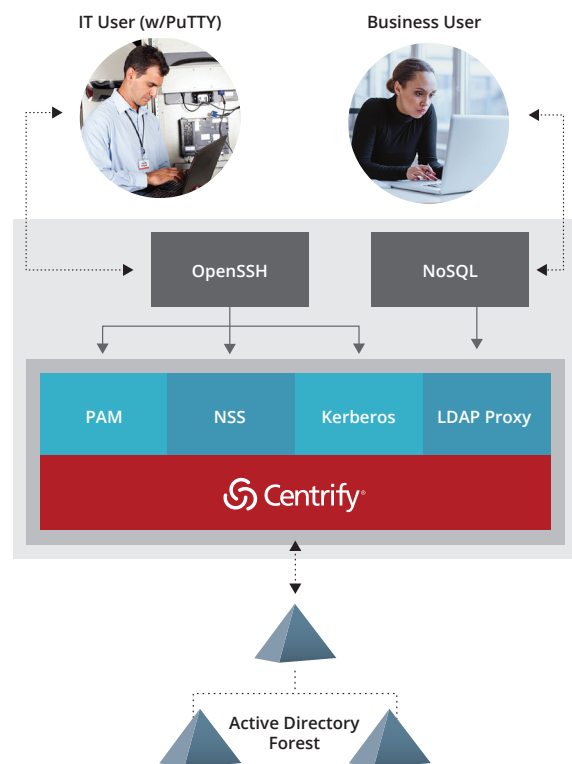 IT User (w/PuTTY)
Business User
OpenSSH
NoSQL
PAM
NSS
Kerberos
LDAP Proxy
Centrify®
Active Directory
Forest